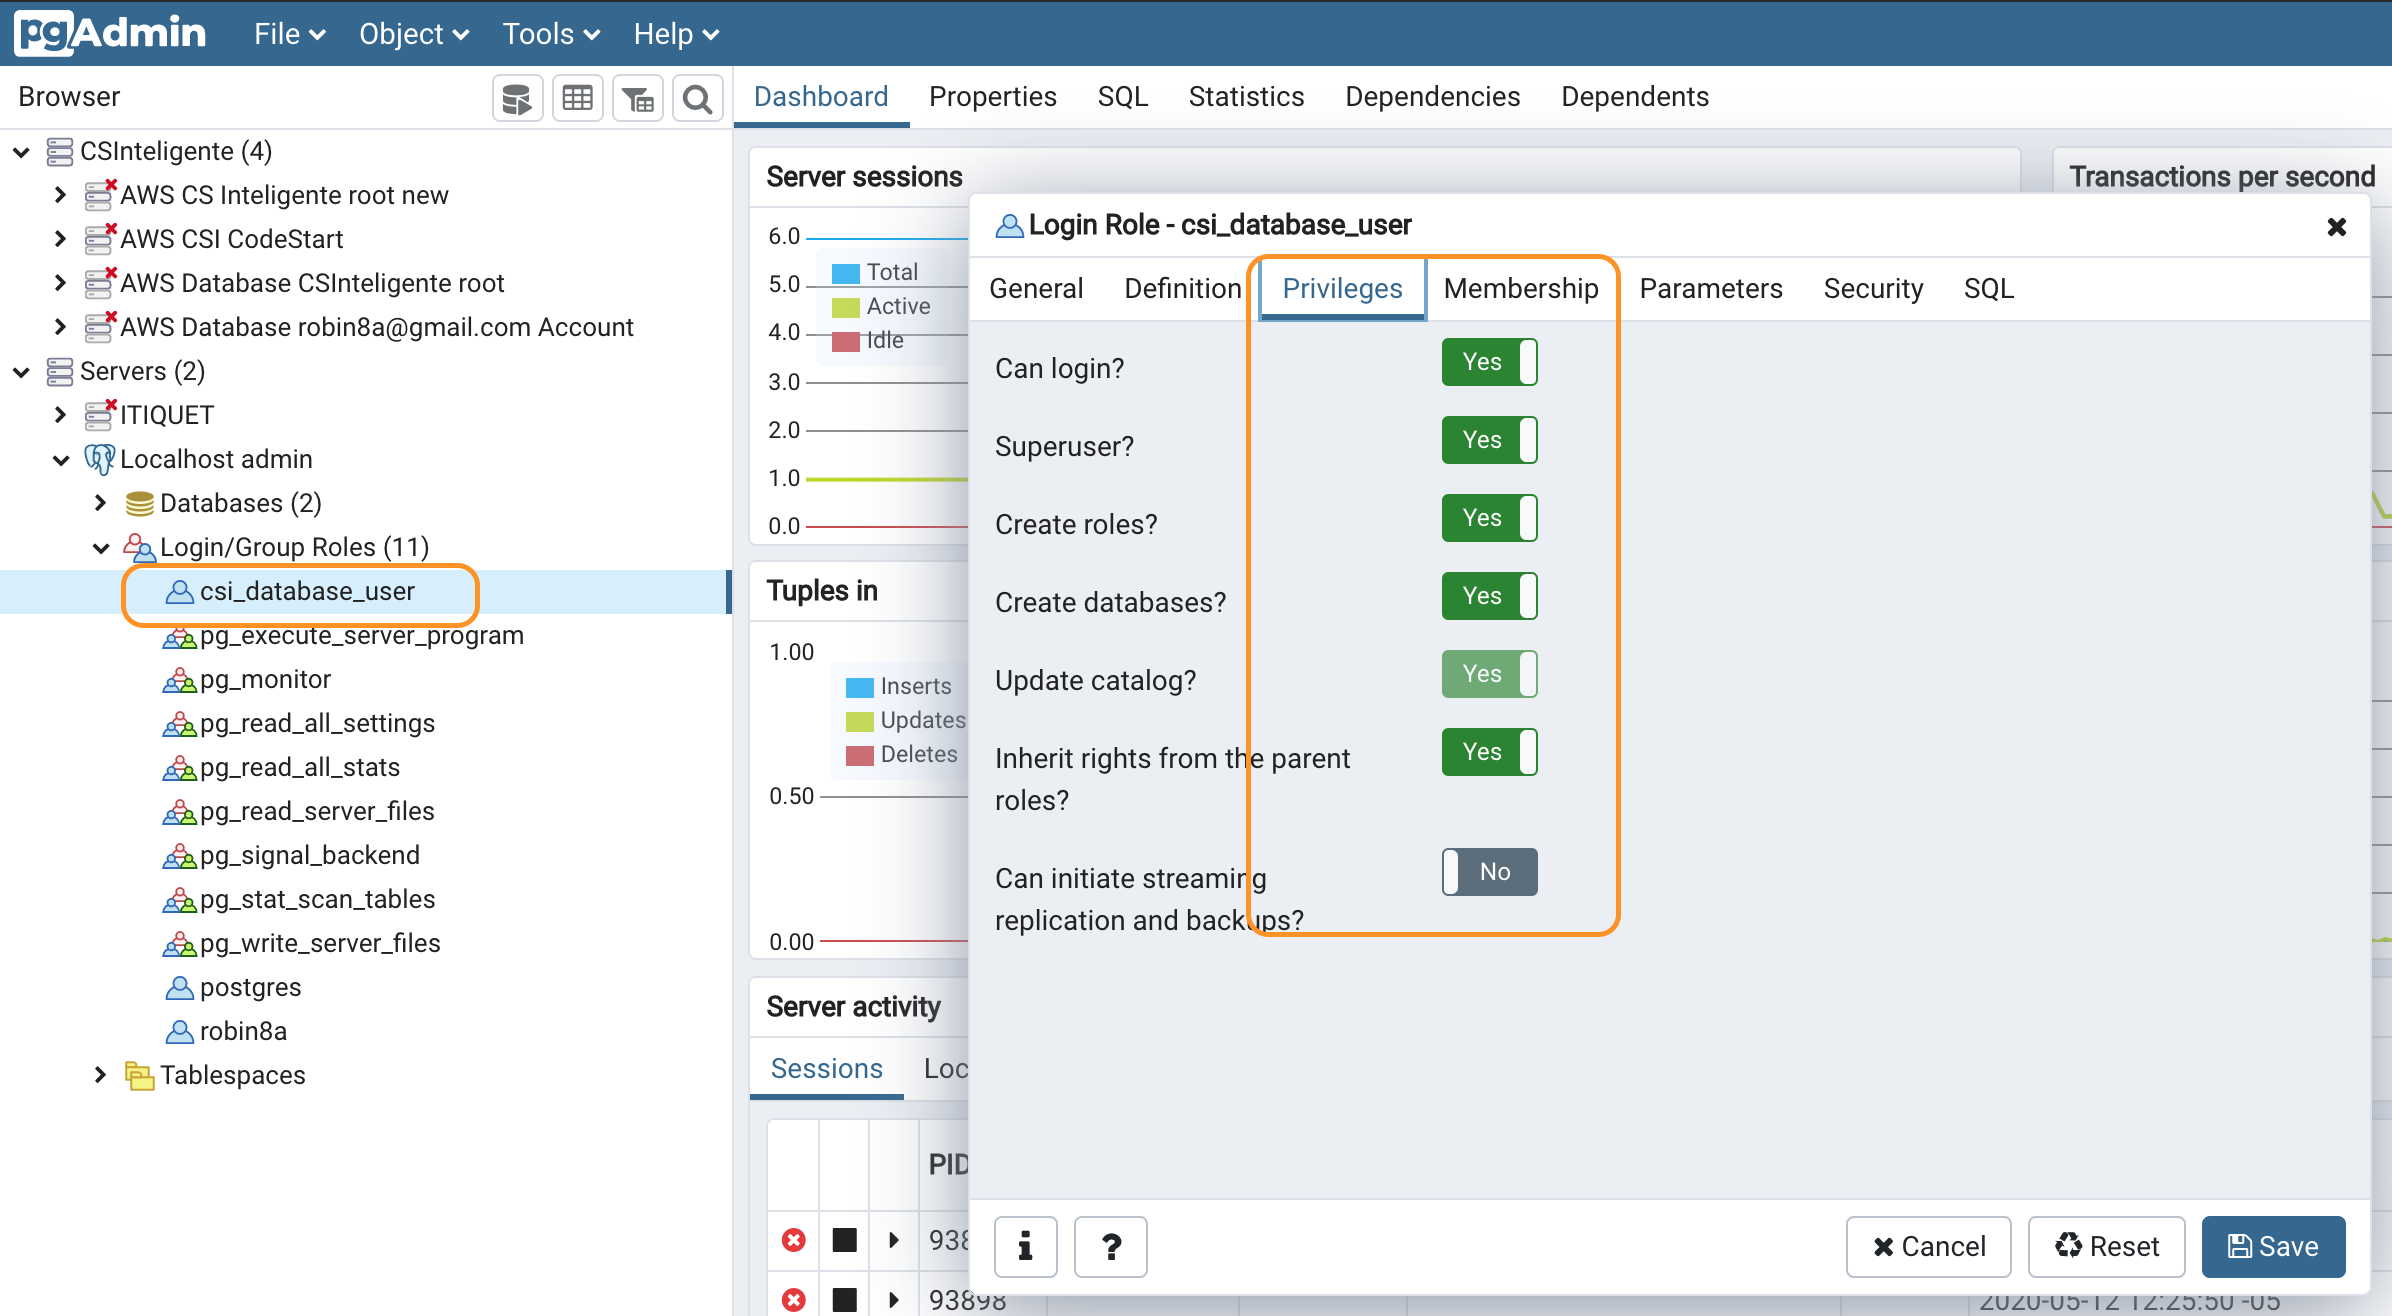 pgAdmin File Object Tools Help
Browser
Dashboard Properties SQL Statistics Dependencies Dependents
CSInteligente (4)
AWS CS Inteligente root new
AWS CSI CodeStart
AWS Database CSInteligente root
AWS Database robin8a@gmail.com Account
Servers (2)
ITIQUET
Localhost admin
Databases (2)
Login/Group Roles (11)
csi_database_user
pg_execute_server_program
pg_monitor
pg_read_all_settings
pg_read_all_stats
pg_read_server_files
pg_signal_backend
pg_stat_scan_tables
pg_write_server_files
postgres
robin8a
Tablespaces
Server sessions
6.0
5.0
4.0
3.0
2.0
1.0
0.0
Total
Active
Idle
Transactions per second
Tuples in
1.00
0.50
0.00
Inserts
Updates
Deletes
Server activity
Sessions Loc
PID
938
93898
2020-05-12 12:25:50 -05
Login Role - csi_database_user
General Definition Privileges Membership Parameters Security SQL
Can login? Yes
Superuser? Yes
Create roles? Yes
Create databases? Yes
Update catalog? Yes
Inherit rights from the parent
roles?
Yes
Can initiate streaming
replication and backups?
No
i ? Cancel Reset Save